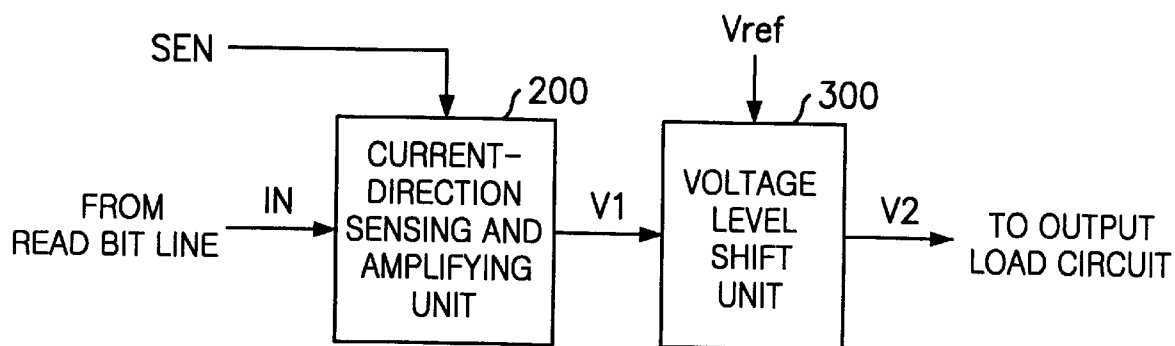 SEN
Vref
200
300
FROM
READ BIT LINE
IN
CURRENT-
DIRECTION
SENSING AND
AMPLIFYING
UNIT
V1
VOLTAGE
LEVEL
SHIFT
UNIT
V2
TO OUTPUT
LOAD CIRCUIT